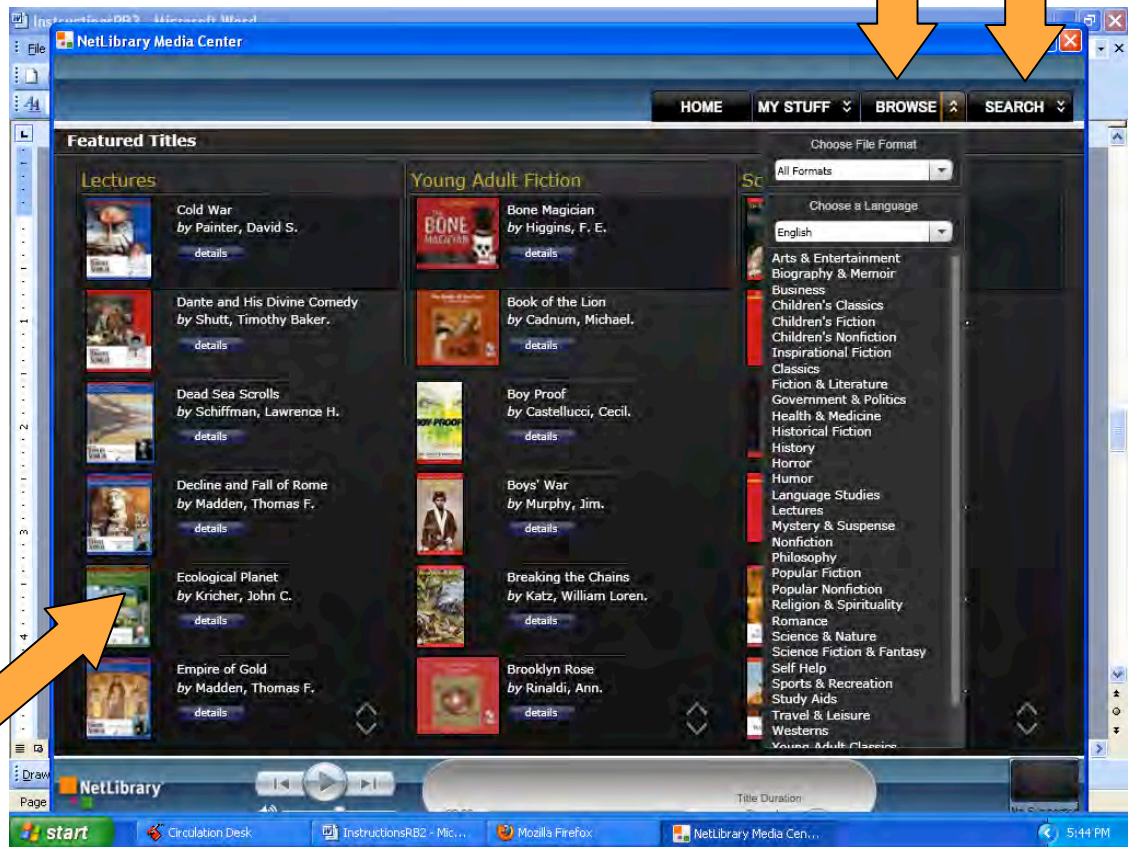 InstructionsRB2 - Microsoft Word
File
NetLibrary Media Center
HOME
MY STUFF
BROWSE
SEARCH
Featured Titles
Choose File Format
All Formats
Choose a Language
English
Arts & Entertainment
Biography & Memoir
Business
Children's Classics
Children's Fiction
Children's Nonfiction
Inspirational Fiction
Classics
Fiction & Literature
Government & Politics
Health & Medicine
Historical Fiction
History
Horror
Humor
Language Studies
Lectures
Mystery & Suspense
Nonfiction
Philosophy
Popular Fiction
Popular Nonfiction
Religion & Spirituality
Romance
Science & Nature
Science Fiction & Fantasy
Self Help
Sports & Recreation
Study Aids
Travel & Leisure
Westerns
Young Adult Classics
Lectures
Cold War
by Painter, David S.
details
Dante and His Divine Comedy
by Shutt, Timothy Baker.
details
Dead Sea Scrolls
by Schiffman, Lawrence H.
details
Decline and Fall of Rome
by Madden, Thomas F.
details
Ecological Planet
by Kricher, John C.
details
Empire of Gold
by Madden, Thomas F.
details
Young Adult Fiction
BONE
MAGICIAN
Bone Magician
by Higgins, F. E.
details
Book of the Lion
by Cadnum, Michael.
details
Boy Proof
by Castellucci, Cecil.
details
Boys' War
by Murphy, Jim.
details
Breaking the Chains
by Katz, William Loren.
details
Brooklyn Rose
by Rinaldi, Ann.
details
Sc
NetLibrary
Title Duration
Draw
Page
start
Circulation Desk
InstructionsRB2 - Mic...
Mozilla Firefox
NetLibrary Media Cen...
5:44 PM